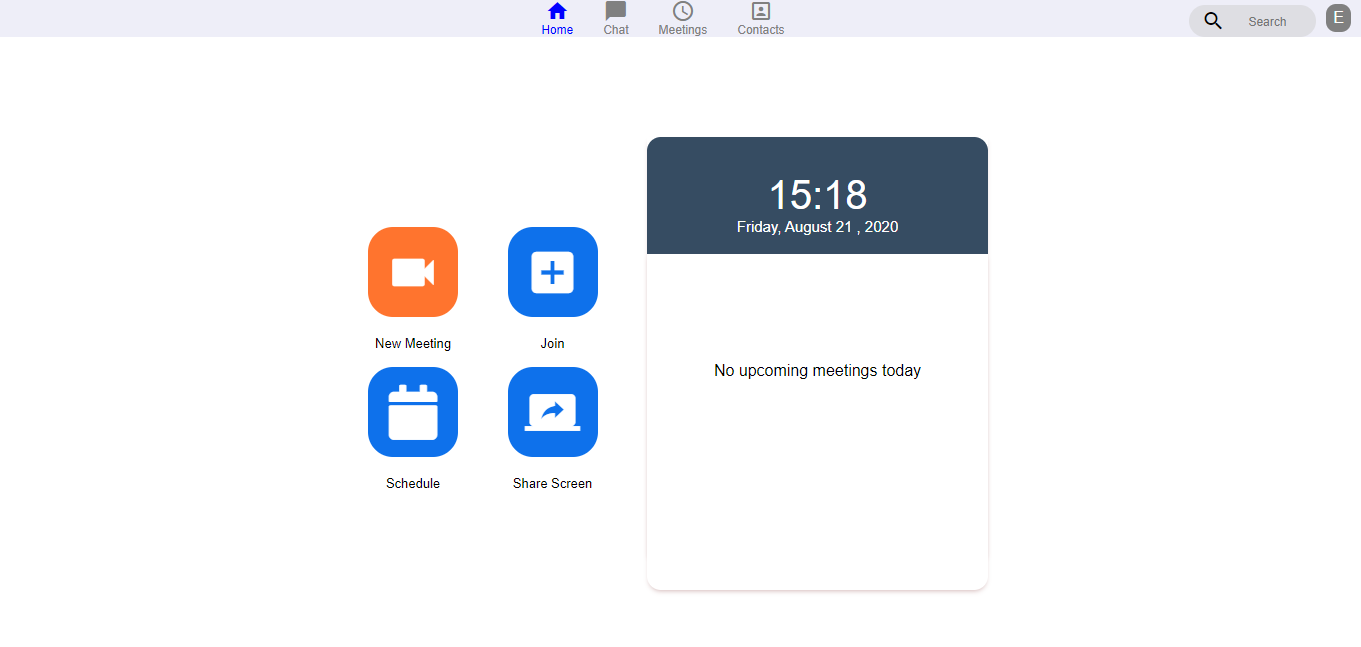 Home Chat Meetings Contacts Search E
15:18
Friday, August 21 , 2020
New Meeting Join
No upcoming meetings today
Schedule Share Screen